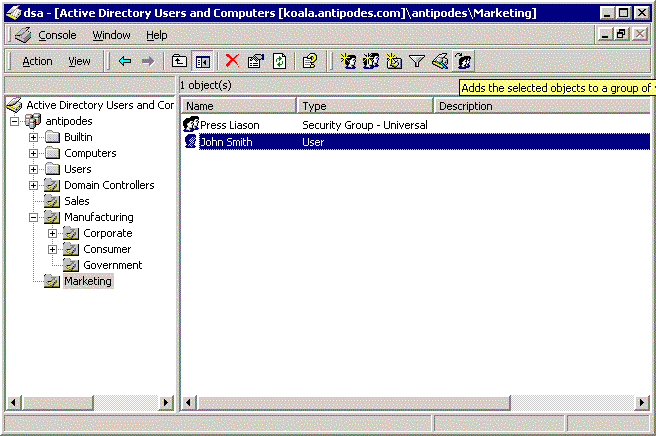 dsa - [Active Directory Users and Computers [koala.antipodes.com]\antipodes\Marketing]
Console Window Help
Action View
1 object(s)
Adds the selected objects to a group of
Active Directory Users and Cor
Name Type Description
antipodes
Builtin
Computers
Users
Domain Controllers
Sales
Manufacturing
Corporate
Consumer
Government
Marketing
Press Liason Security Group - Universal
John Smith User